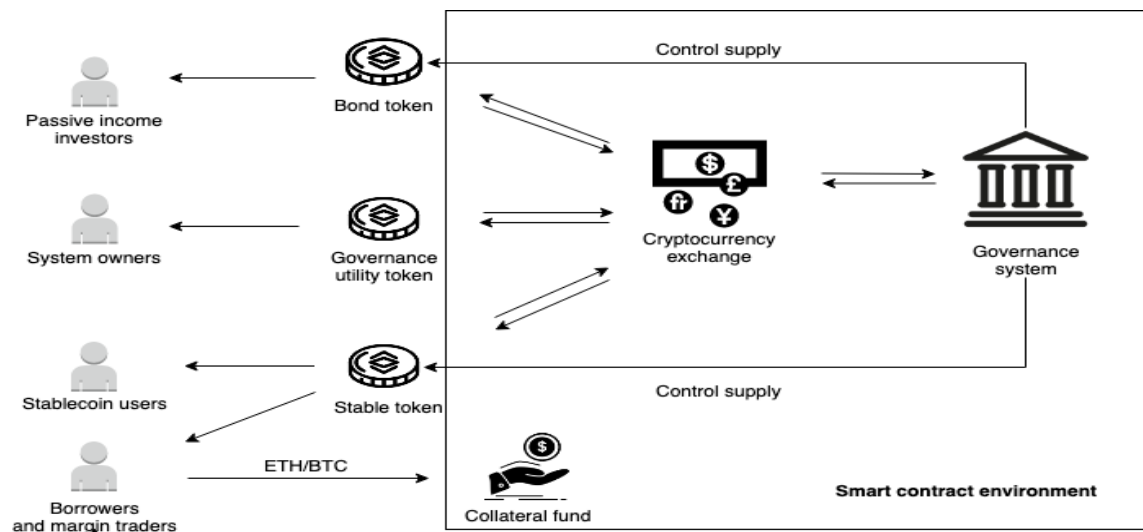 Control supply
Bond token
Passive income
investors
$
£
fr
¥
Cryptocurrency
exchange
Governance
system
System owners
Governance
utility token
Stablecoin users
Stable token
Control supply
ETH/BTC
$
Borrowers
and margin traders
Collateral fund
Smart contract environment